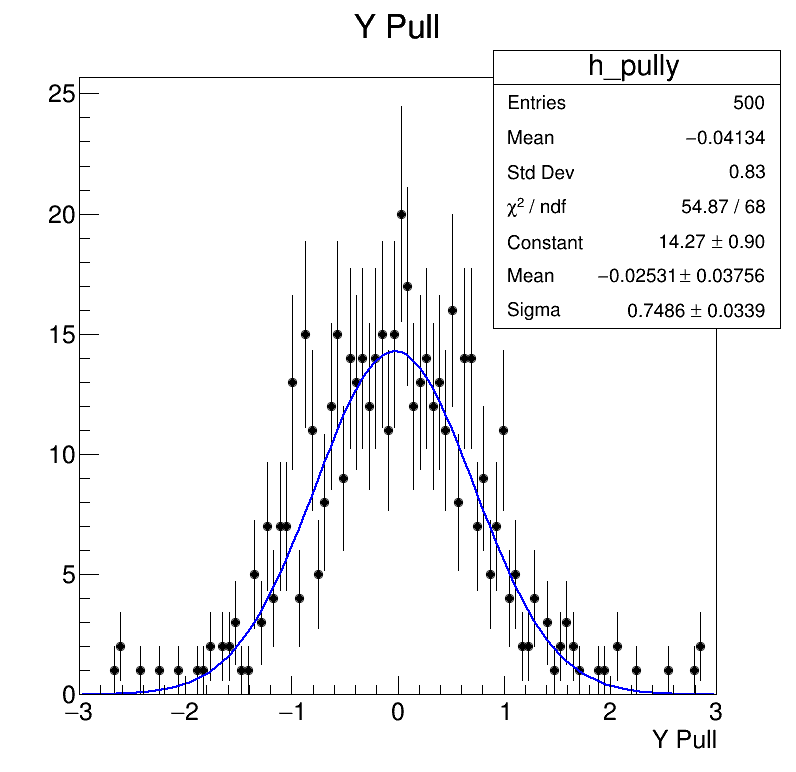 Y Pull
h_pully
Entries 500
Mean −0.04134
Std Dev 0.83
χ² / ndf 54.87 / 68
Constant 14.27 ± 0.90
Mean −0.02531 ± 0.03756
Sigma 0.7486 ± 0.0339
25
20
15
10
5
0
−3 −2 −1 0 1 2 3
Y Pull